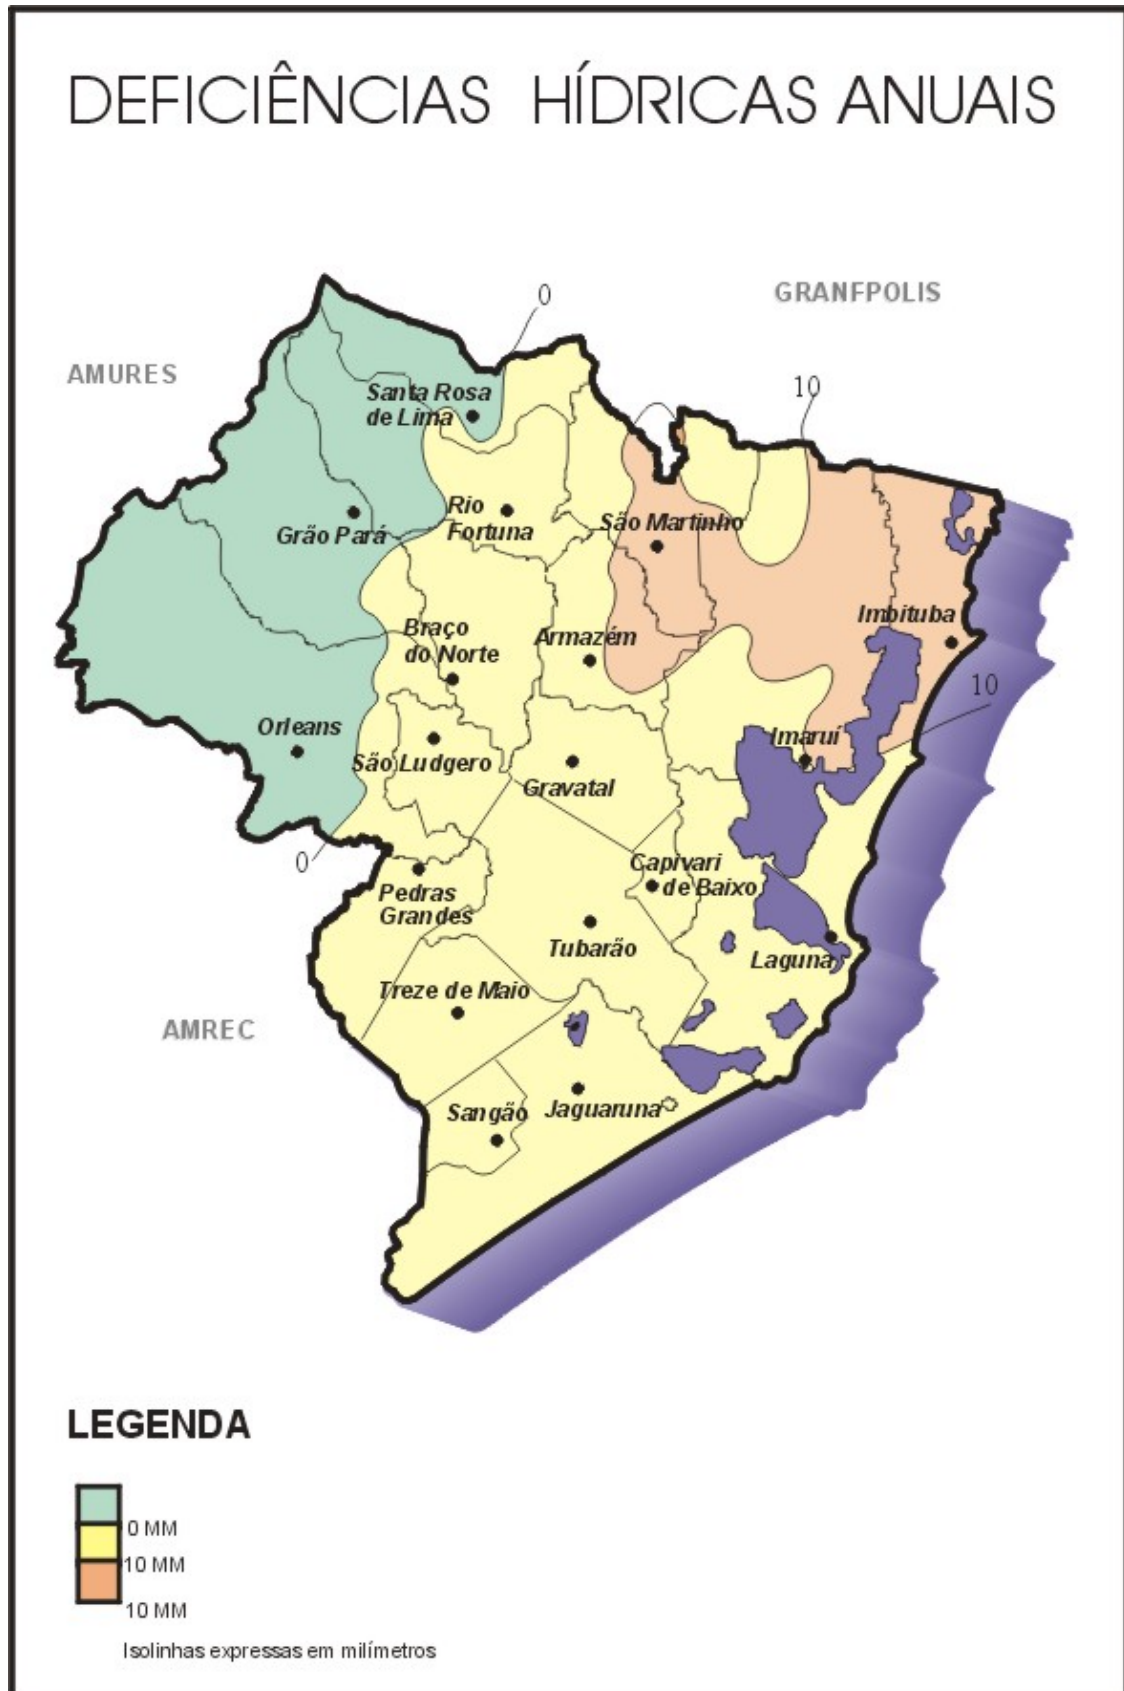 DEFICIÊNCIAS HÍDRICAS ANUAIS
0
GRANFPOLIS
AMURES
10
Santa Rosa
de Lima
Rio
Fortuna
São Martinho
Grão Pará
Imbituba
Braço
do Norte
Armazém
10
Orleans
Imaruí
São Ludgero
Gravatal
0
Capivari
de Baixo
Pedras
Grandes
Tubarão
Laguna
Treze de Maio
AMREC
Sangão
Jaguaruna
LEGENDA
0 MM
10 MM
10 MM
Isolinhas expressas em milímetros